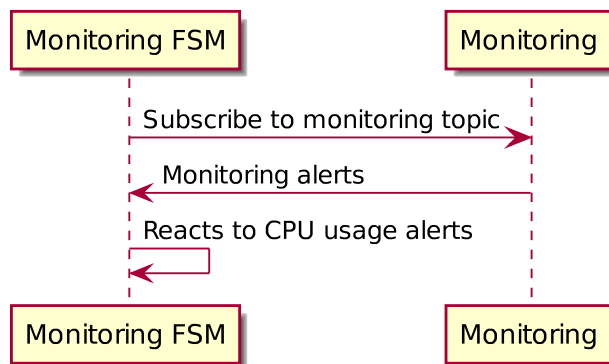 Monitoring FSM
Monitoring
Subscribe to monitoring topic
Monitoring alerts
Reacts to CPU usage alerts
Monitoring FSM
Monitoring